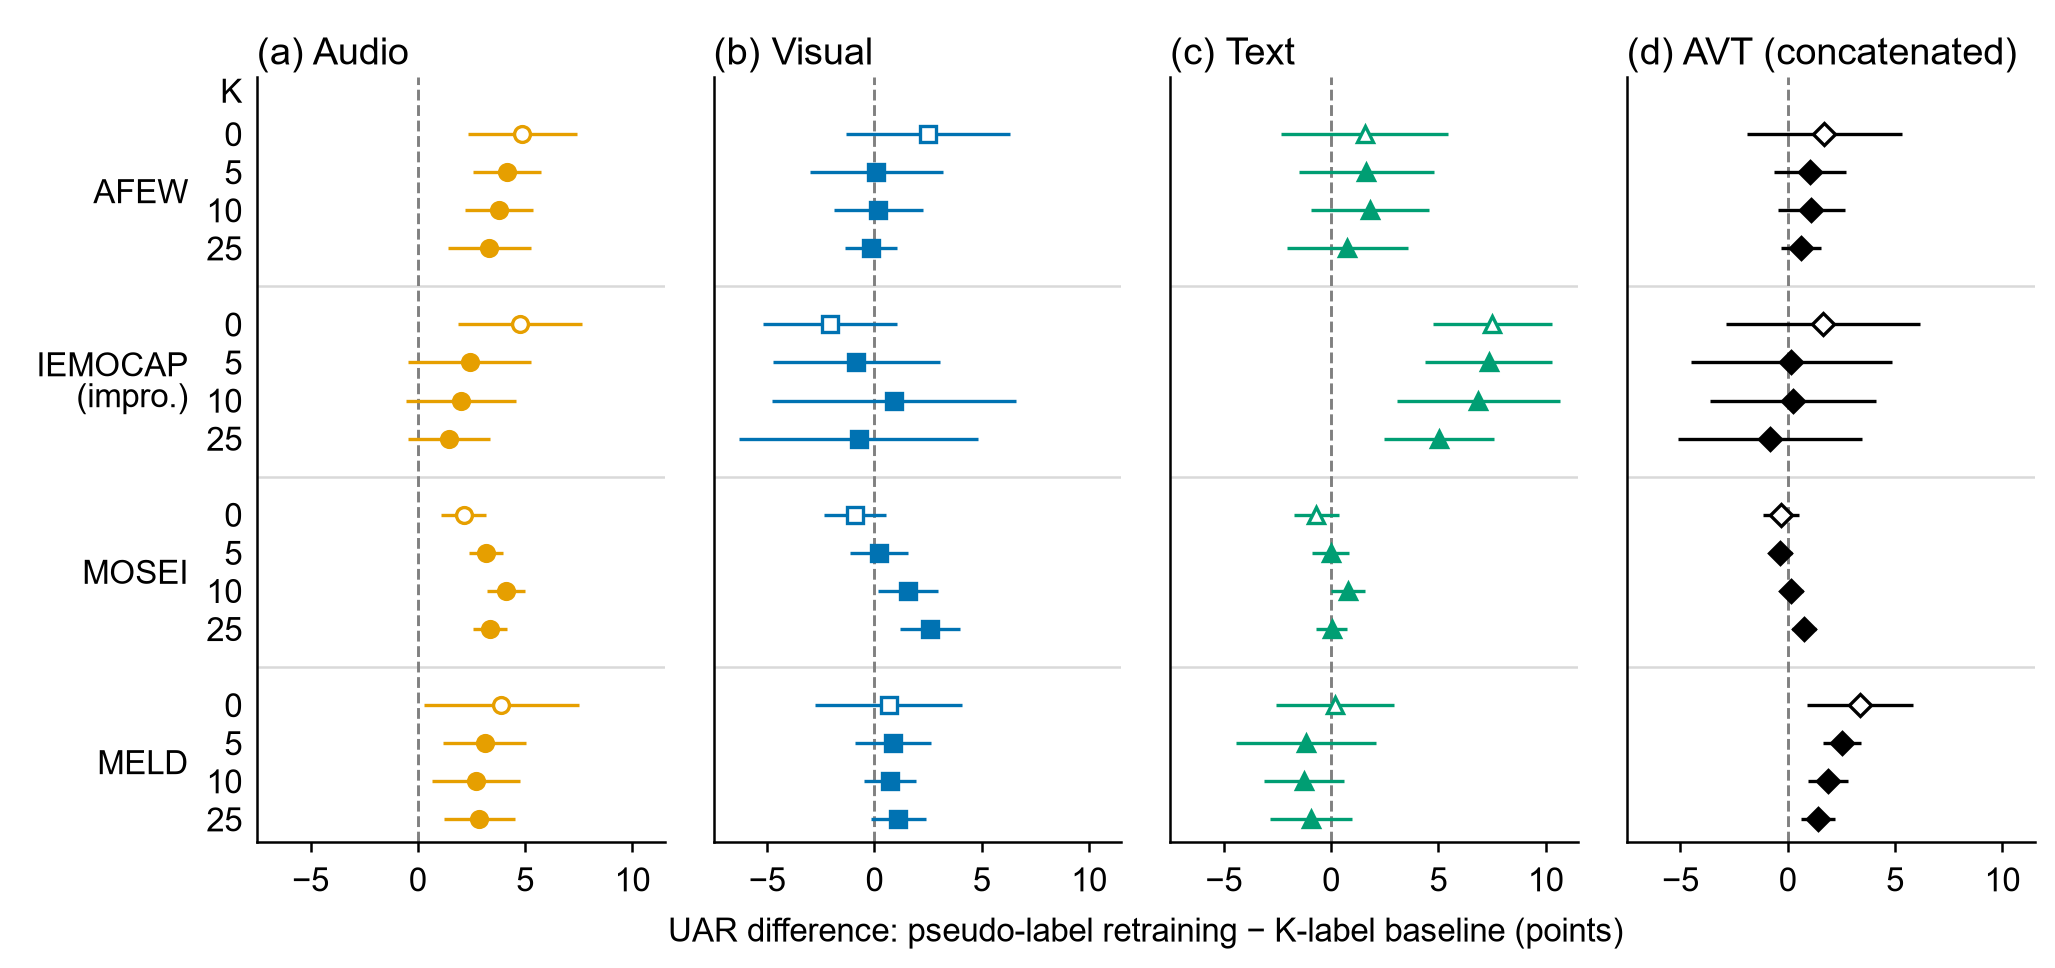 (a) Audio (b) Visual (c) Text (d) AVT (concatenated)
K
0
5
AFEW
10
25
0
5
IEMOCAP
(impro.)
10
25
0
5
MOSEI
10
25
0
5
MELD
10
25
−5 0 5 10 −5 0 5 10 −5 0 5 10 −5 0 5 10
UAR difference: pseudo-label retraining − K-label baseline (points)